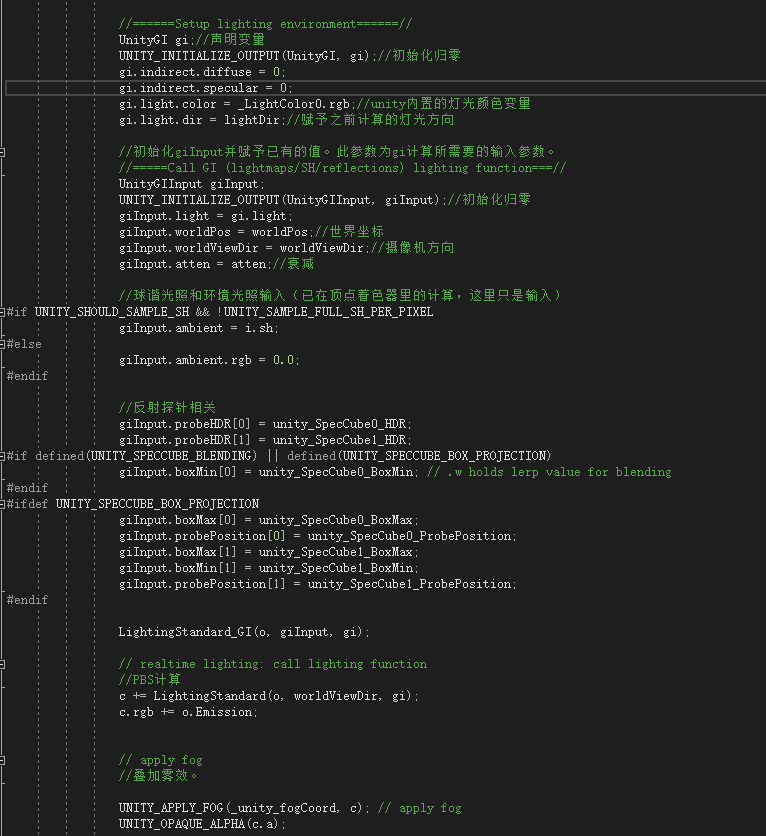 //======Setup lighting environment======//
UnityGI gi;//声明变量
UNITY_INITIALIZE_OUTPUT(UnityGI, gi);//初始化归零
gi.indirect.diffuse = 0;
gi.indirect.specular = 0;
gi.light.color = _LightColor0.rgb;//unity内置的灯光颜色变量
gi.light.dir = lightDir;//赋予之前计算的灯光方向
//初始化giInput并赋予已有的值。此参数为gi计算所需要的输入参数。
//=====Call GI (lightmaps/SH/reflections) lighting function===//
UnityGIInput giInput;
UNITY_INITIALIZE_OUTPUT(UnityGIInput, giInput);//初始化归零
giInput.light = gi.light;
giInput.worldPos = worldPos;//世界坐标
giInput.worldViewDir = worldViewDir;//摄像机方向
giInput.atten = atten;//衰减
//球谐光照和环境光照输入（已在顶点着色器里的计算，这里只是输入）
#if UNITY_SHOULD_SAMPLE_SH && !UNITY_SAMPLE_FULL_SH_PER_PIXEL
giInput.ambient = i.sh;
#else
giInput.ambient.rgb = 0.0;
#endif
//反射探针相关
giInput.probeHDR[0] = unity_SpecCube0_HDR;
giInput.probeHDR[1] = unity_SpecCube1_HDR;
#if defined(UNITY_SPECCUBE_BLENDING) || defined(UNITY_SPECCUBE_BOX_PROJECTION)
giInput.boxMin[0] = unity_SpecCube0_BoxMin; // .w holds lerp value for blending
#endif
#ifdef UNITY_SPECCUBE_BOX_PROJECTION
giInput.boxMax[0] = unity_SpecCube0_BoxMax;
giInput.probePosition[0] = unity_SpecCube0_ProbePosition;
giInput.boxMax[1] = unity_SpecCube1_BoxMax;
giInput.boxMin[1] = unity_SpecCube1_BoxMin;
giInput.probePosition[1] = unity_SpecCube1_ProbePosition;
#endif
LightingStandard_GI(o, giInput, gi);
// realtime lighting: call lighting function
//PBS计算
c += LightingStandard(o, worldViewDir, gi);
c.rgb += o.Emission;
// apply fog
//叠加雾效。
UNITY_APPLY_FOG(_unity_fogCoord, c); // apply fog
UNITY_OPAQUE_ALPHA(c.a);